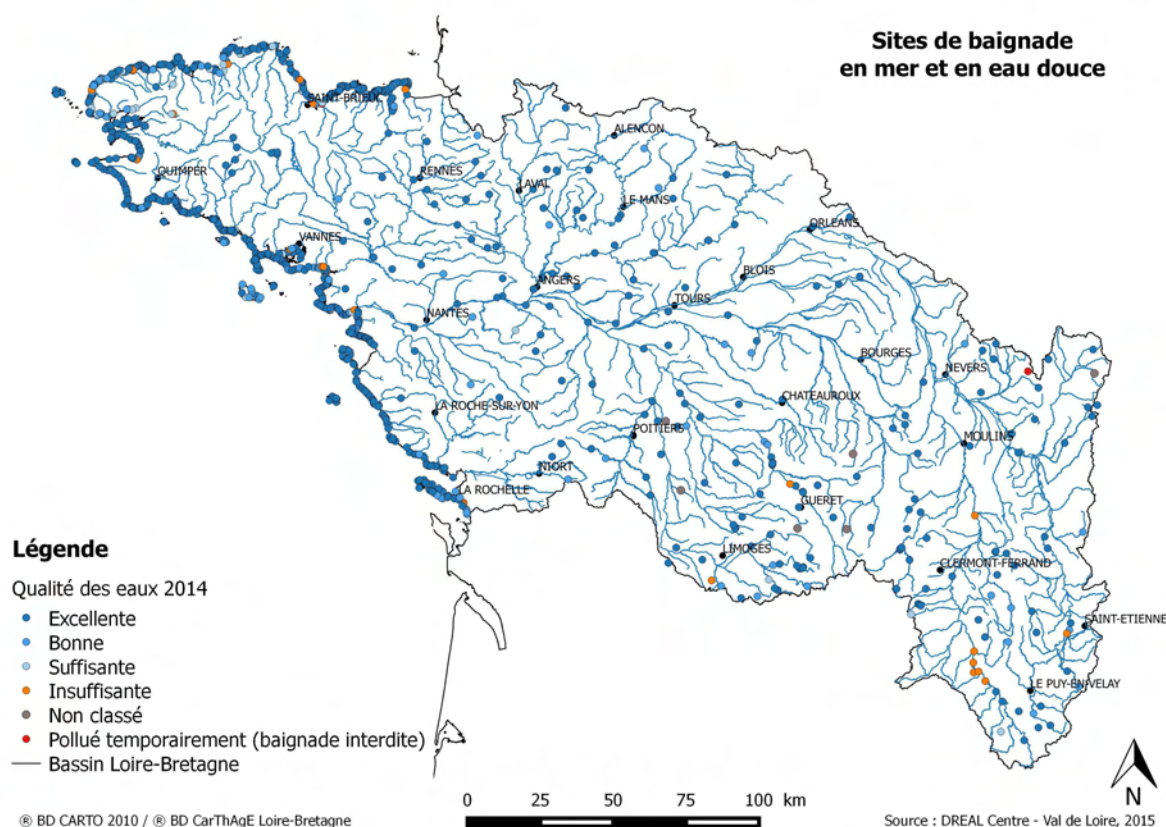 Sites de baignade
en mer et en eau douce
SAINT-BRIEUX
ALENCON
QUIMPER
RENNES
LAVAL
LE MANS
ORLEANS
VANNES
BLOIS
ANGERS
TOURS
NANTES
BOURGES
NEVERS
LA ROCHE-SUR-YON
CHATEAUROUX
POITIERS
MOULINS
NIORT
LA ROCHELLE
GUERET
LIMOGES
CLERMONT-FERRAND
SAINT-ETIENNE
LE PUY-EN-VELAY
Légende
Qualité des eaux 2014
Excellente
Bonne
Suffisante
Insuffisante
Non classé
Pollué temporairement (baignade interdite)
Bassin Loire-Bretagne
N
0 25 50 75 100 km
® BD CARTO 2010 / ® BD CarThAgE Loire-Bretagne
Source : DREAL Centre - Val de Loire, 2015